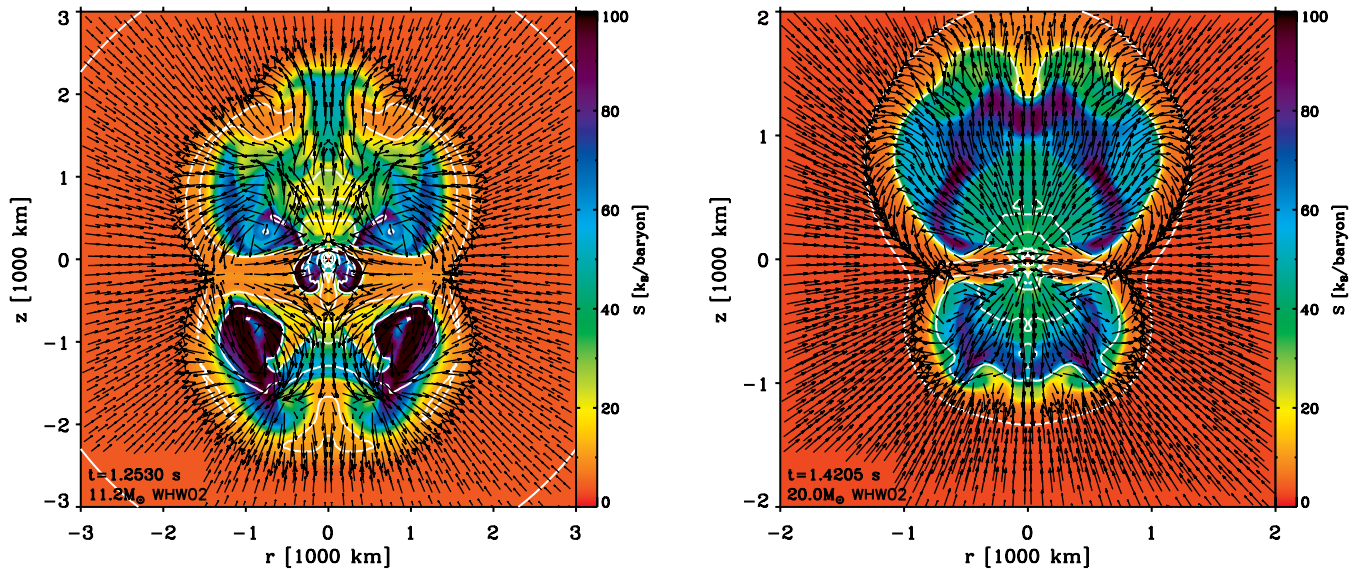 3
2
1
0
−1
−2
−3
z [1000 km]
−3 −2 −1 0 1 2 3
r [1000 km]
t=1.2530 s
11.2M⊙ WHW02
100
80
60
40
20
0
S [kB/baryon]
2
1
0
−1
−2
z [1000 km]
−2 −1 0 1 2
r [1000 km]
t=1.4205 s
20.0M⊙ WHW02
100
80
60
40
20
0
S [kB/baryon]